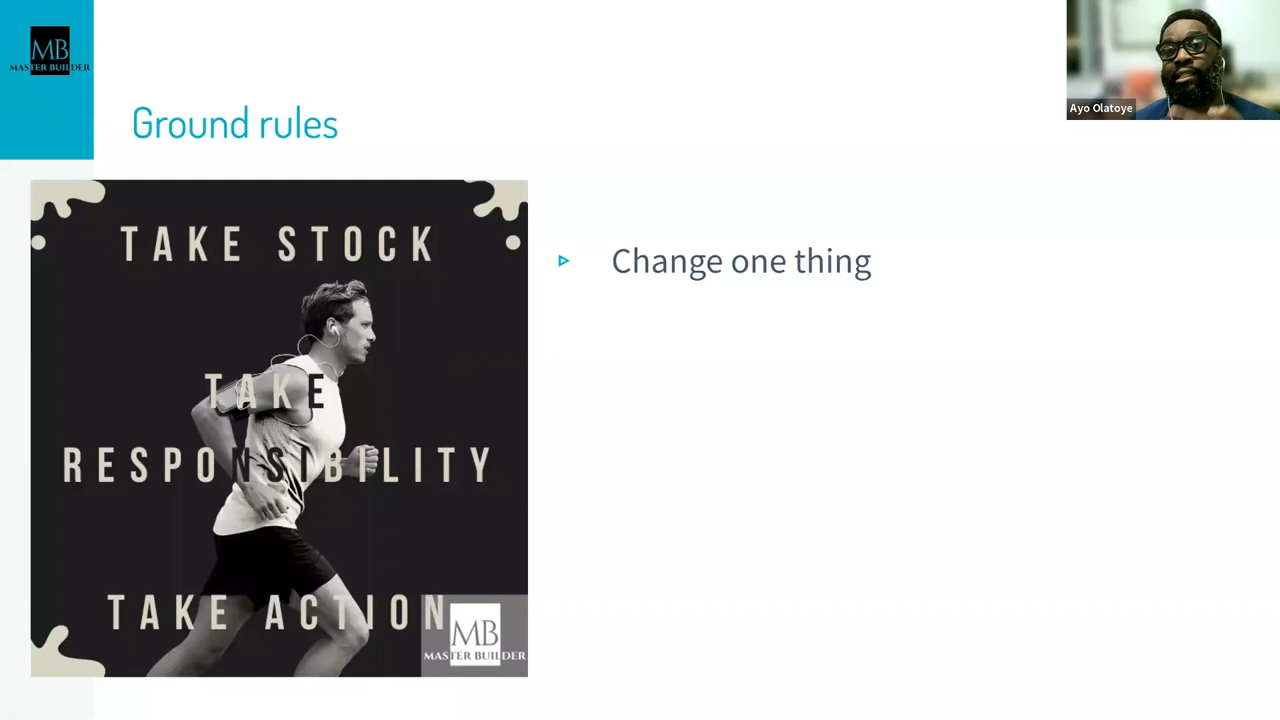 MB
MASTER BUILDER
Ayo Olatoye
Ground rules
TAKE STOCK
TAKE
RESPONSIBILITY
TAKE ACTION
MB
MASTER BUILDER
Change one thing